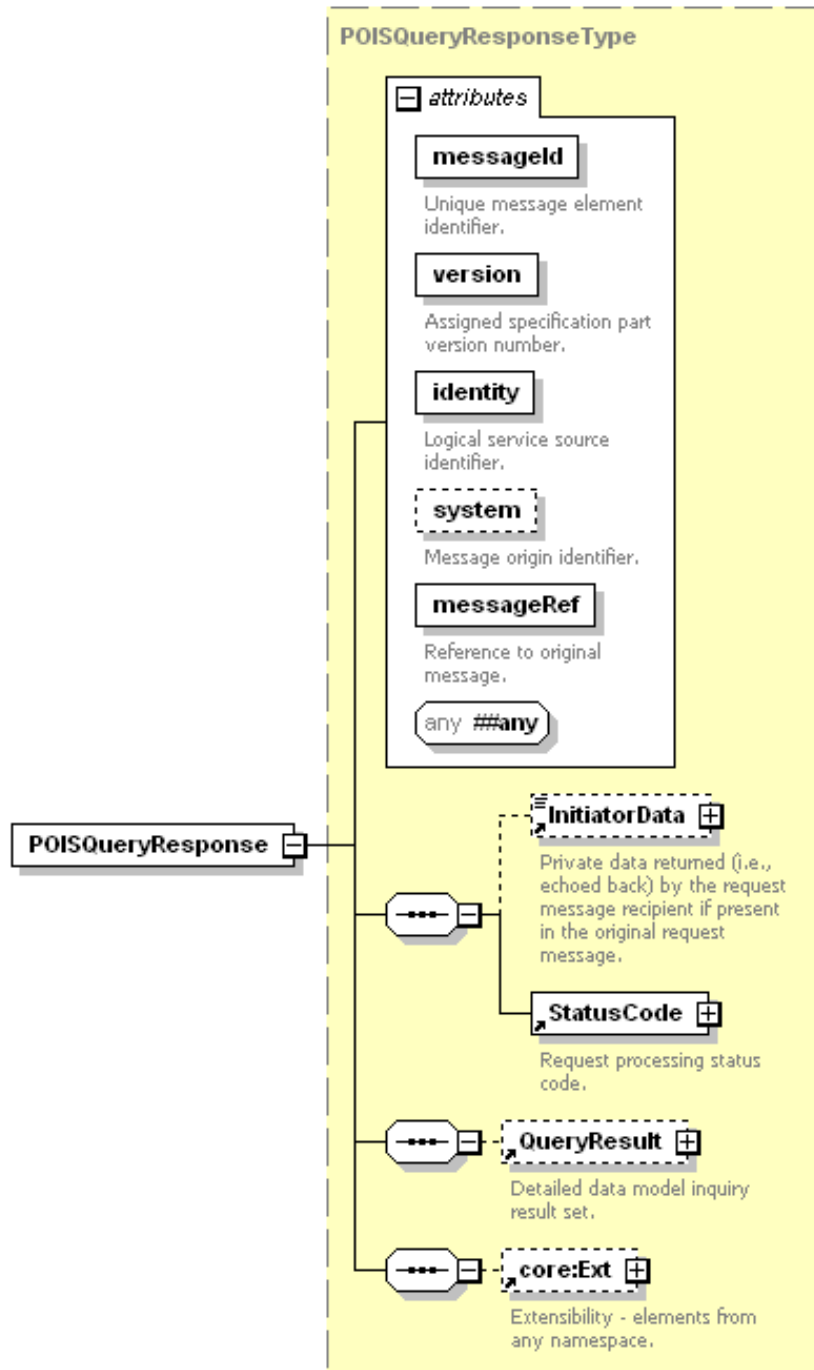 POISQueryResponseType
attributes
messageId
Unique message element
identifier.
version
Assigned specification part
version number.
identity
Logical service source
identifier.
system
Message origin identifier.
messageRef
Reference to original
message.
any ##any
POISQueryResponse
InitiatorData
Private data returned (i.e.,
echoed back) by the request
message recipient if present
in the original request
message.
StatusCode
Request processing status
code.
QueryResult
Detailed data model inquiry
result set.
core:Ext
Extensibility - elements from
any namespace.